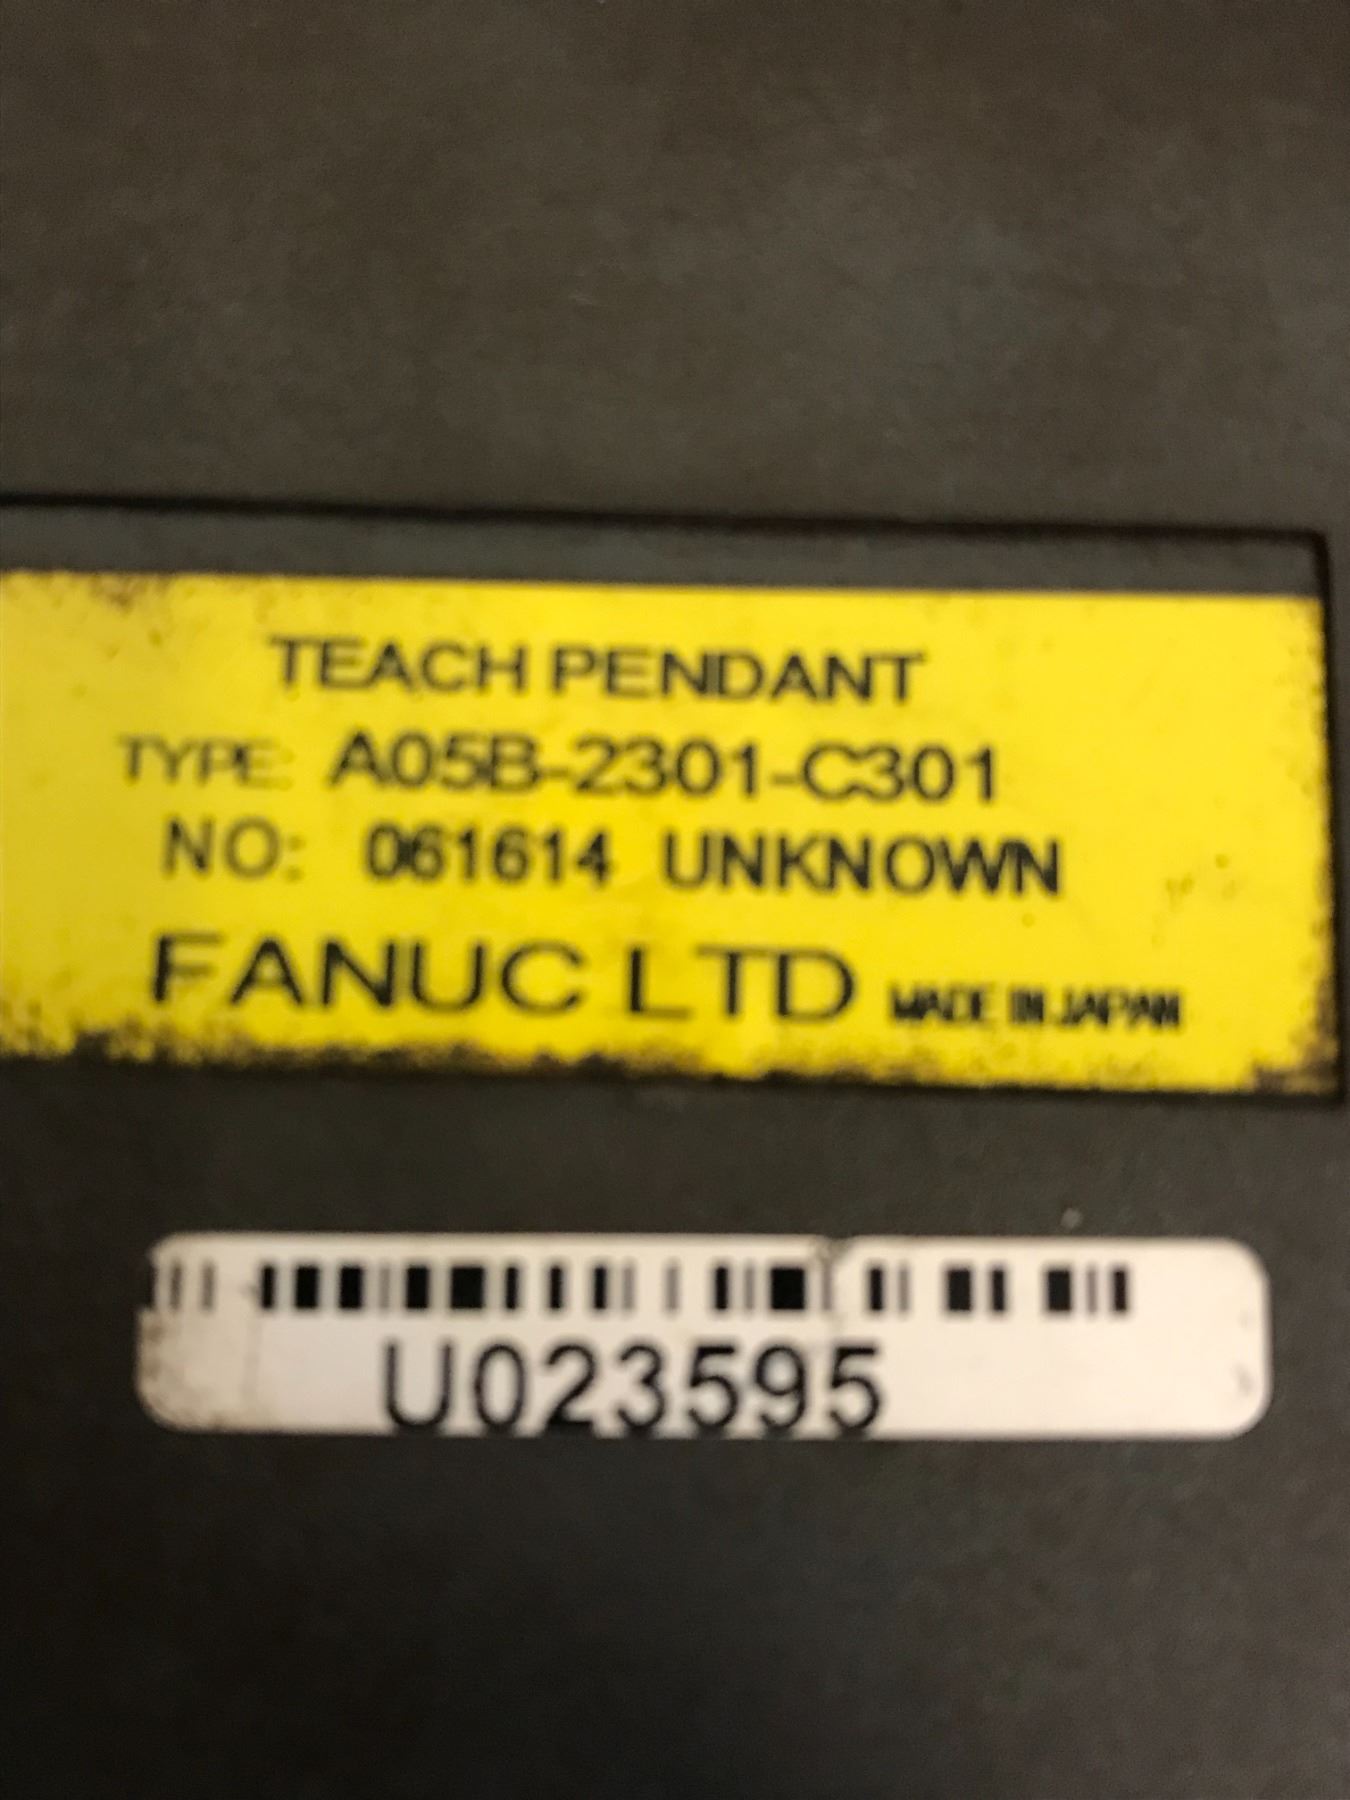 TEACH PENDANT
TYPE: A05B-2301-C301
NO: 061614 UNKNOWN
FANUC LTD MADE IN JAPAN
U023595